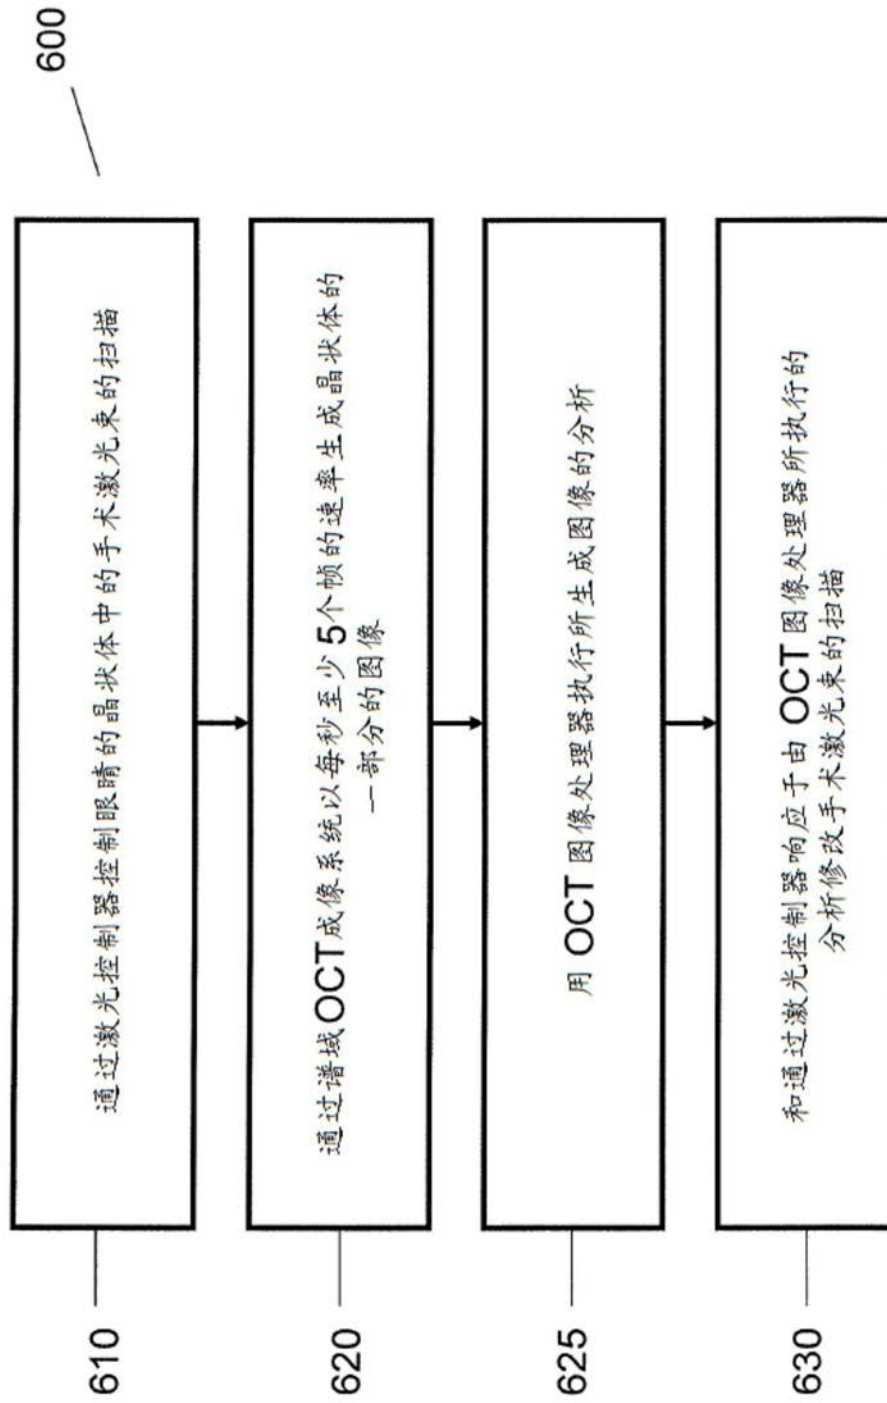 600
610
通过激光控制器控制眼睛的晶状体中的手术激光束的扫描
620
通过谱域OCT成像系统以每秒至少5个帧的速率生成晶状体的
一部分的图像
625
用OCT图像处理器执行所生成图像的分析
630
和通过激光控制器响应于由OCT图像处理器所执行的
分析修改手术激光束的扫描